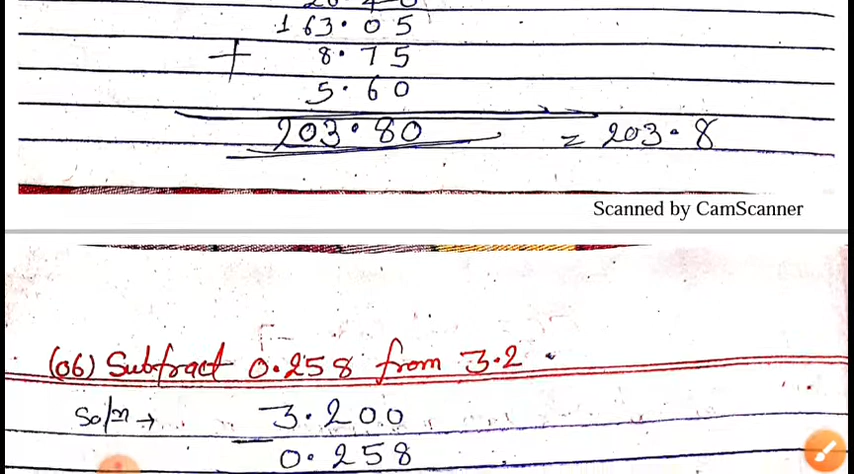 163.05
+ 8.75
5.60
203.80 = 203.8
Scanned by CamScanner
(06) Subtract 0.258 from 3.2 .
Soln → 3.200
- 0.258